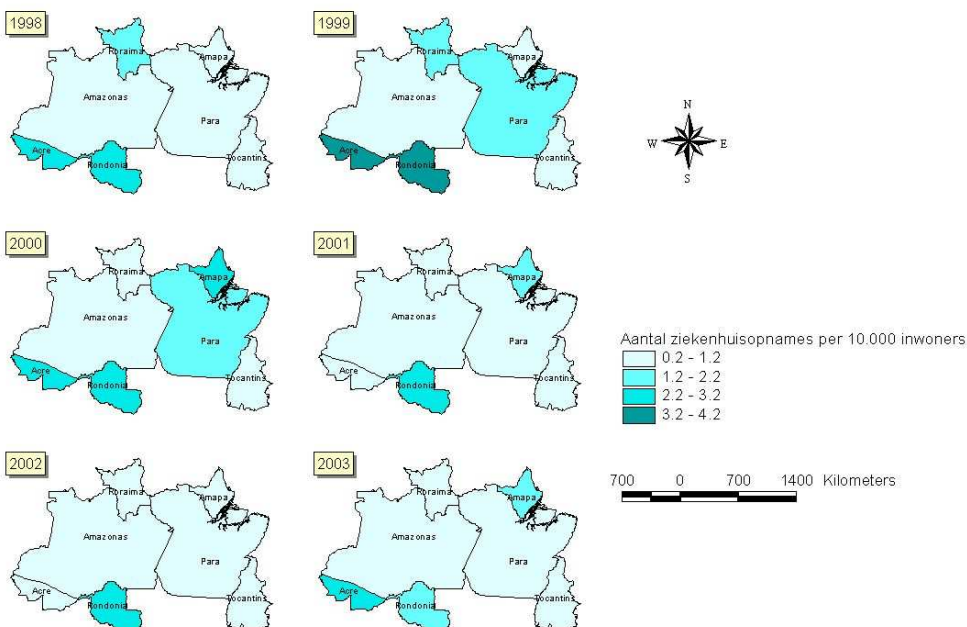 1998
Roraima
Amapa
Amazonas
Para
Acre
Rondonia
Tocantins
1999
Roraima
Amapa
Amazonas
Para
Acre
Rondonia
Tocantins
N
W E
S
2000
Roraima
Amapa
Amazonas
Para
Acre
Rondonia
Tocantins
2001
Roraima
Amapa
Amazonas
Para
Acre
Rondonia
Tocantins
Aantal ziekenhuisopnames per 10.000 inwoners
0.2 - 1.2
1.2 - 2.2
2.2 - 3.2
3.2 - 4.2
2002
Roraima
Amapa
Amazonas
Para
Acre
Rondonia
Tocantins
2003
Roraima
Amapa
Amazonas
Para
Acre
Rondonia
Tocantins
700 0 700 1400 Kilometers